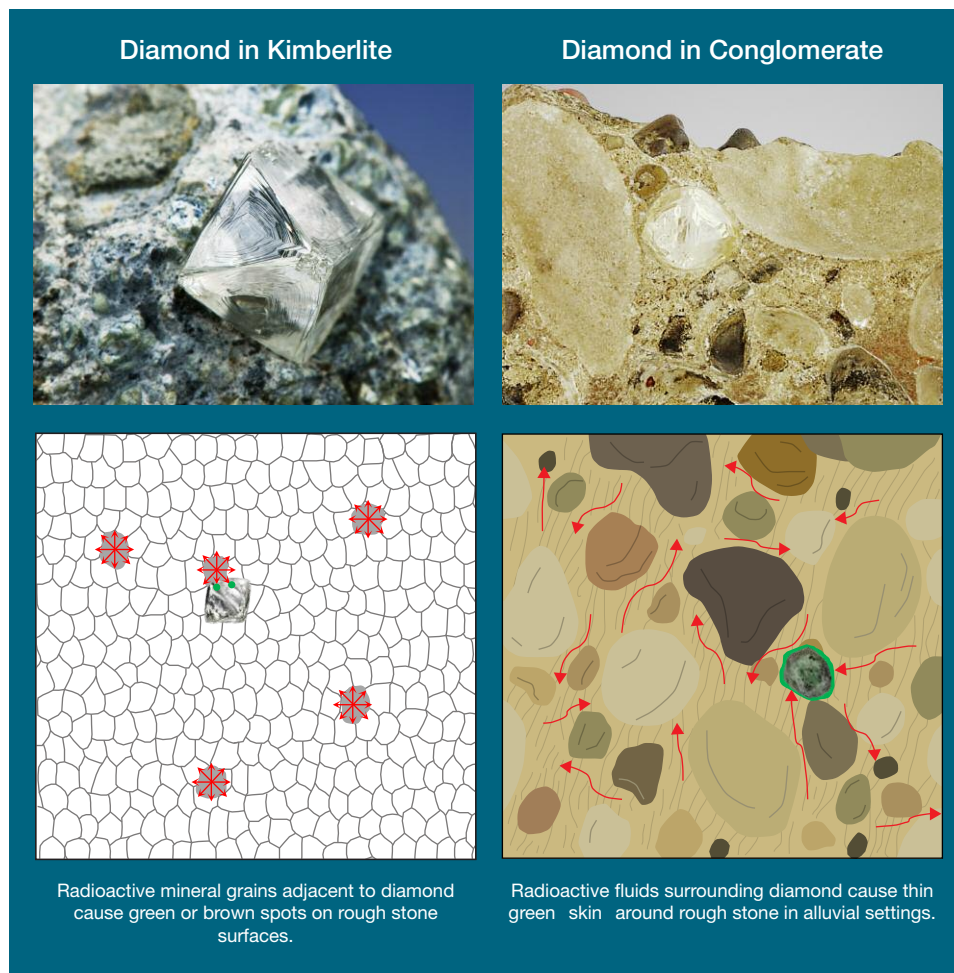 Diamond in Kimberlite
Diamond in Conglomerate
Radioactive mineral grains adjacent to diamond
cause green or brown spots on rough stone
surfaces.
Radioactive fluids surrounding diamond cause thin
green skin around rough stone in alluvial settings.